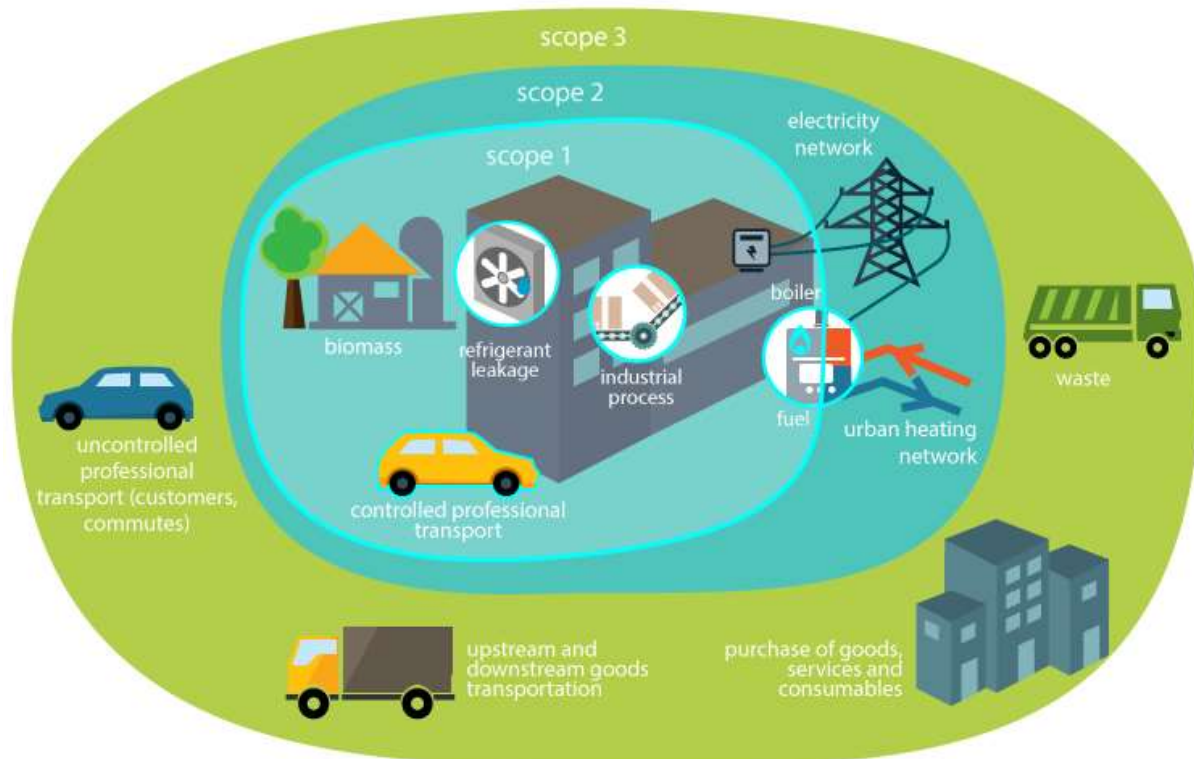 scope 3
scope 2
electricity
network
scope 1
boiler
biomass
refrigerant
leakage
industrial
process
waste
fuel
urban heating
network
uncontrolled
professional
transport (customers,
commutes)
controlled professional
transport
upstream and
downstream goods
transportation
purchase of goods,
services and
consumables